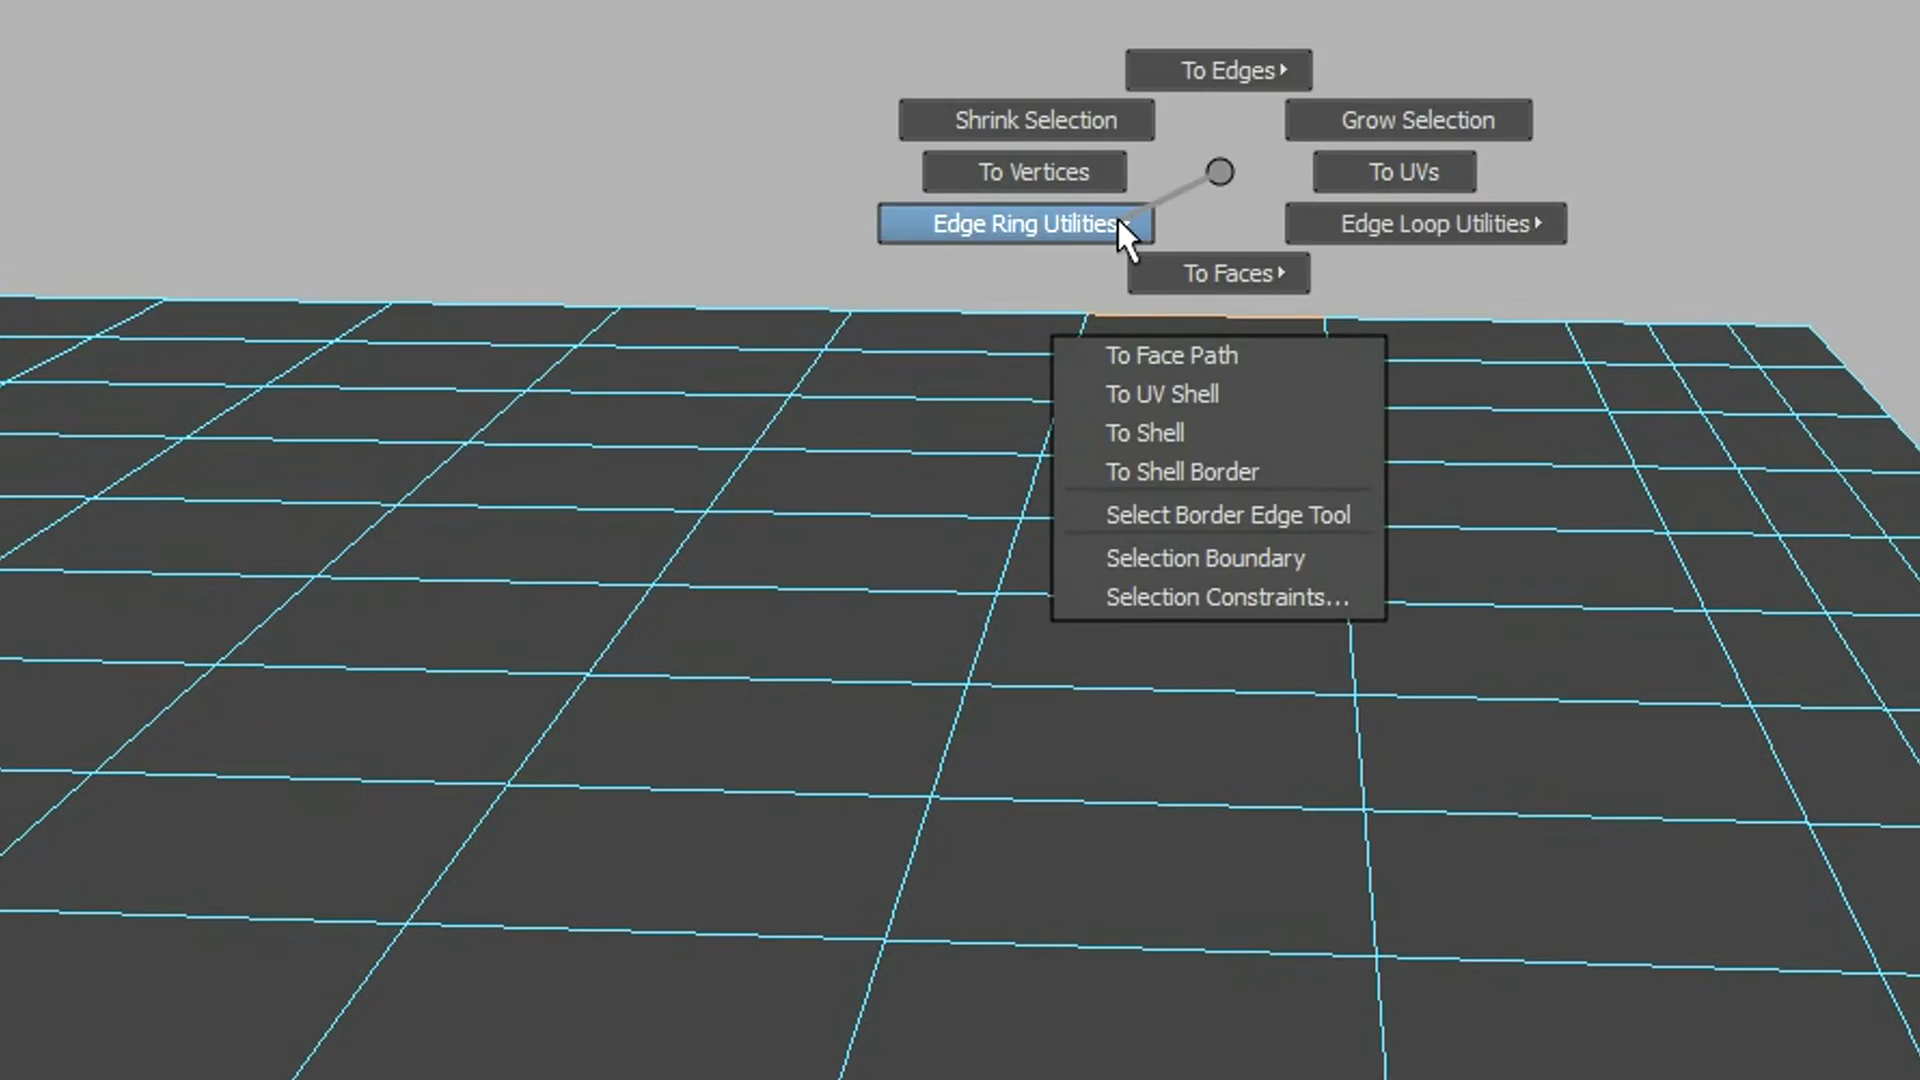 To Edges
Shrink Selection
Grow Selection
To Vertices
To UVs
Edge Ring Utilities
Edge Loop Utilities
To Faces
To Face Path
To UV Shell
To Shell
To Shell Border
Select Border Edge Tool
Selection Boundary
Selection Constraints...